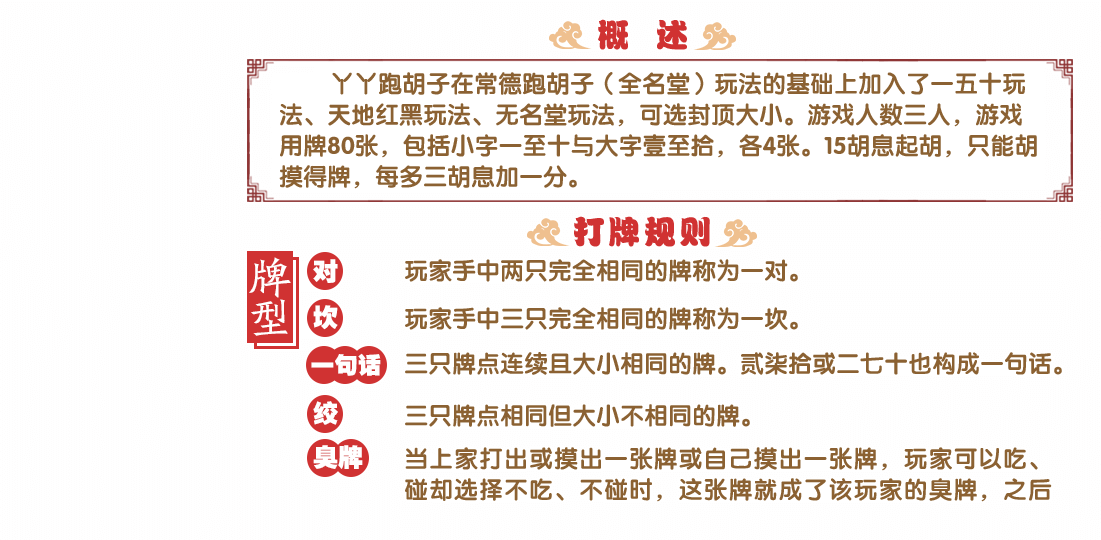 概 述
丫丫跑胡子在常德跑胡子（全名堂）玩法的基础上加入了一五十玩
法、天地红黑玩法、无名堂玩法，可选封顶大小。游戏人数三人，游戏
用牌80张，包括小字一至十与大字壹至拾，各4张。15胡息起胡，只能胡
摸得牌，每多三胡息加一分。
打牌规则
牌型
对 玩家手中两只完全相同的牌称为一对。
坎 玩家手中三只完全相同的牌称为一坎。
一句话 三只牌点连续且大小相同的牌。贰柒拾或二七十也构成一句话。
绞 三只牌点相同但大小不相同的牌。
臭牌 当上家打出或摸出一张牌或自己摸出一张牌，玩家可以吃、
碰却选择不吃、不碰时，这张牌就成了该玩家的臭牌，之后